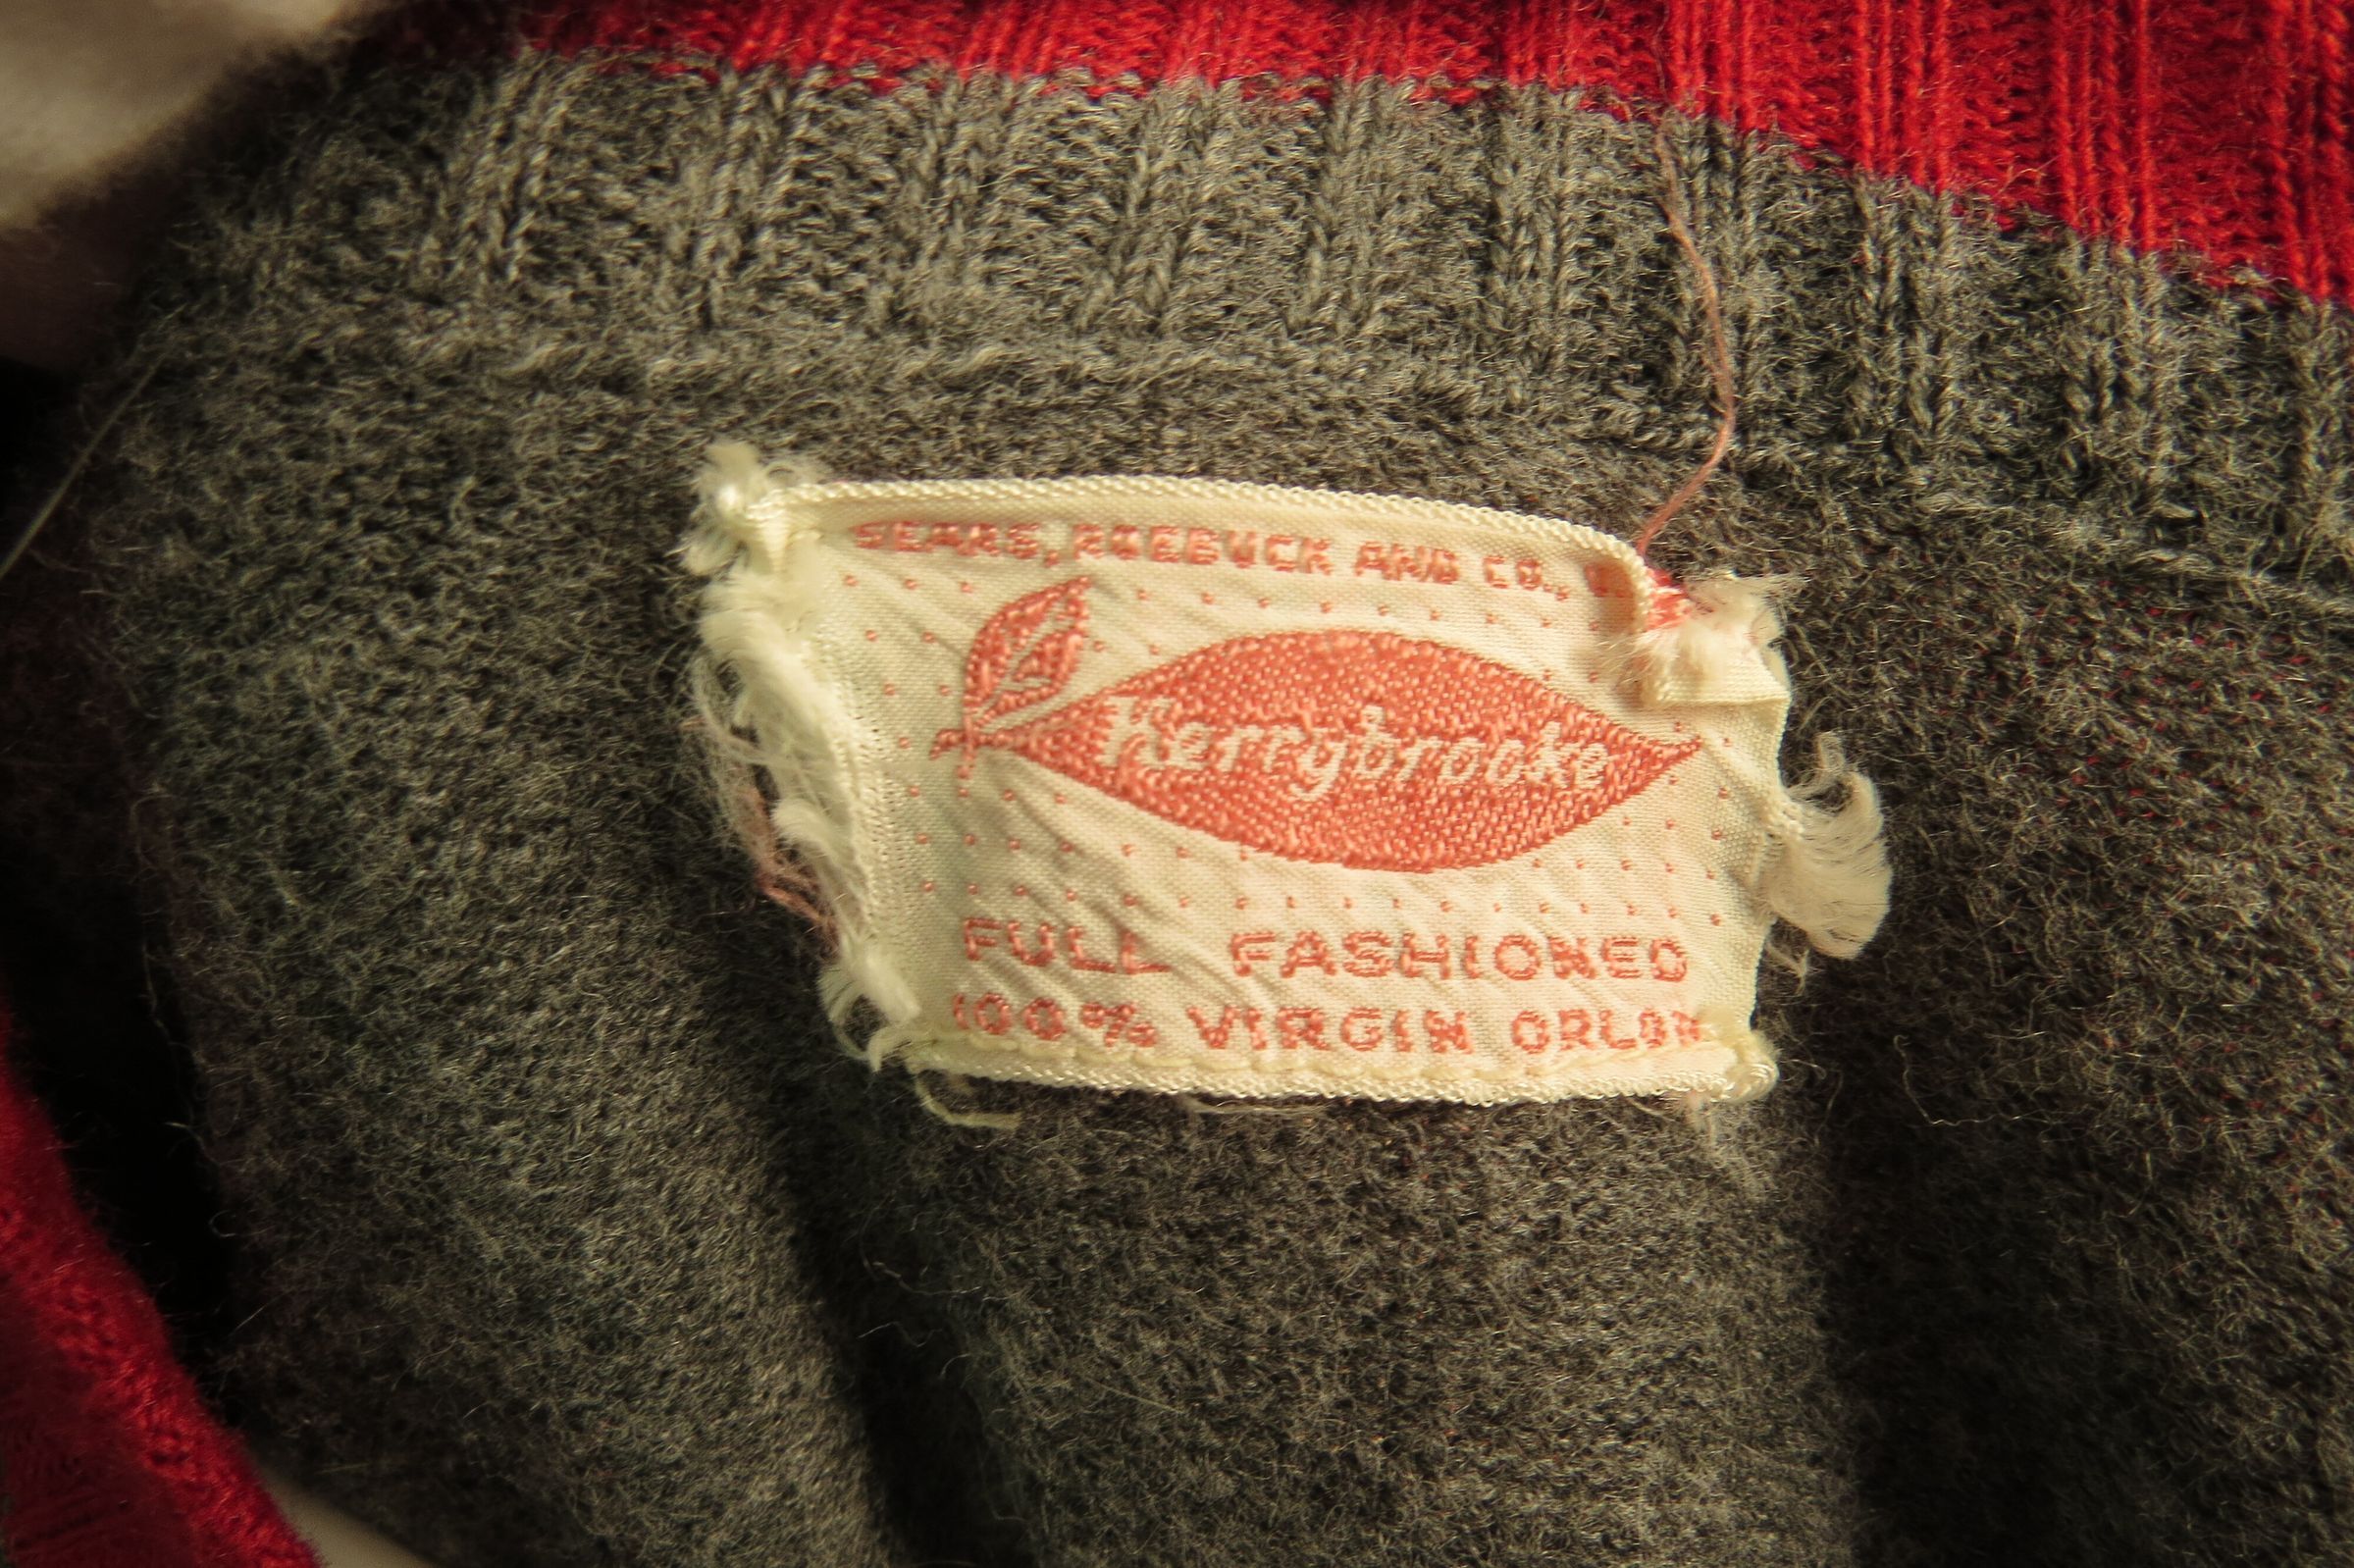 SEARS, ROEBUCK AND CO.,
Kerrybrooke
FULL FASHIONED
100% VIRGIN ORLON